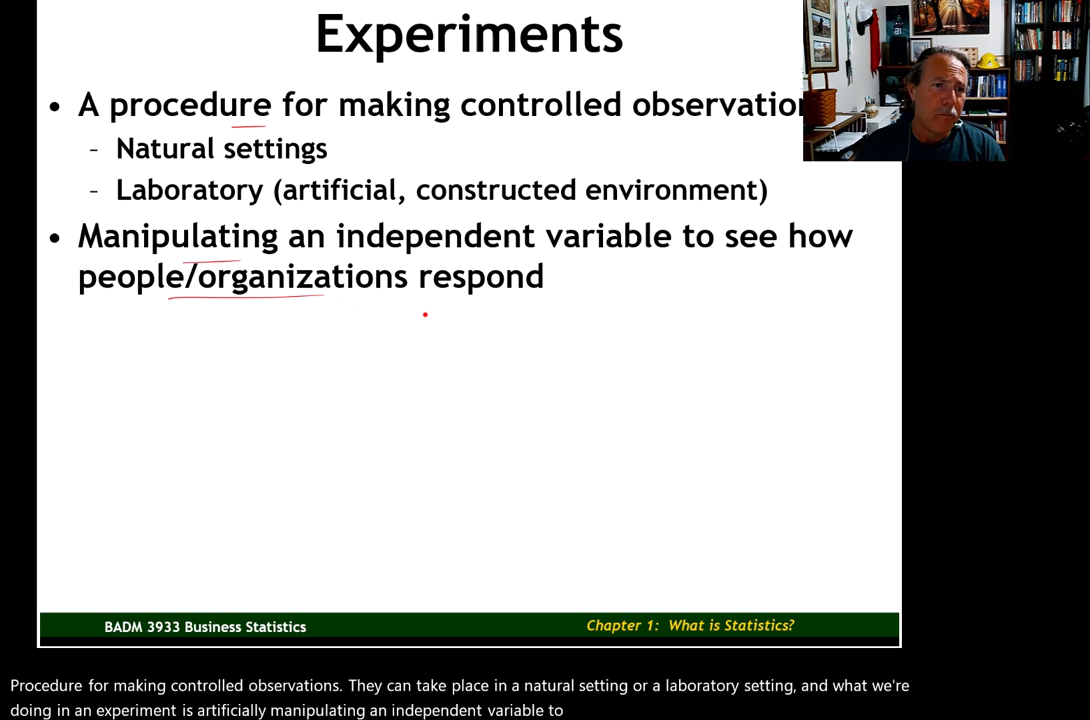 Experiments
• A procedure for making controlled observation
– Natural settings
– Laboratory (artificial, constructed environment)
• Manipulating an independent variable to see how
people/organizations respond
BADM 3933 Business Statistics
Chapter 1: What is Statistics?
Procedure for making controlled observations. They can take place in a natural setting or a laboratory setting, and what we're
doing in an experiment is artificially manipulating an independent variable to